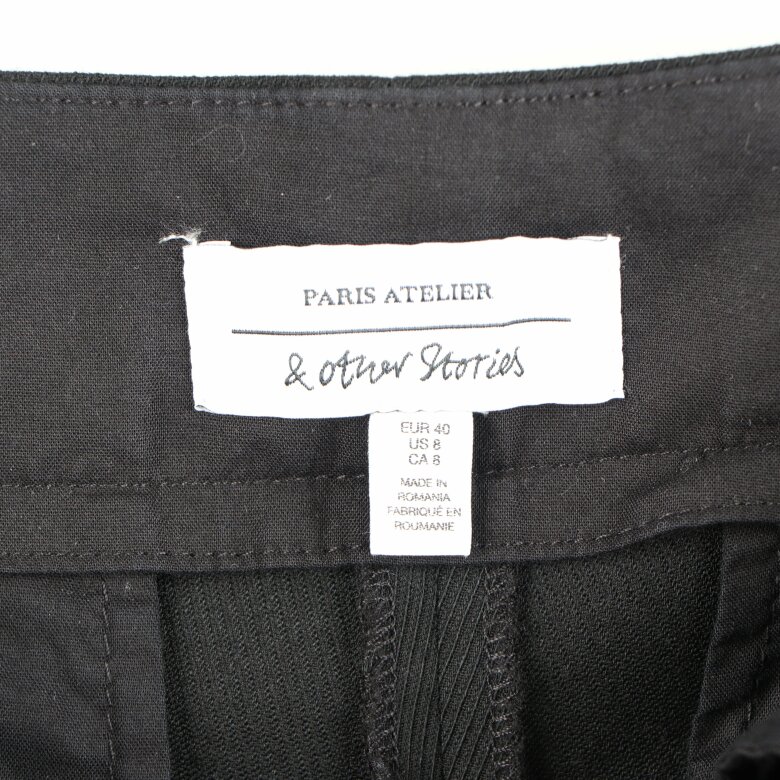 PARIS ATELIER
& other Stories
EUR 40
US 8
CA 8
MADE IN
ROMANIA
FABRIQUÉ EN
ROUMANIE